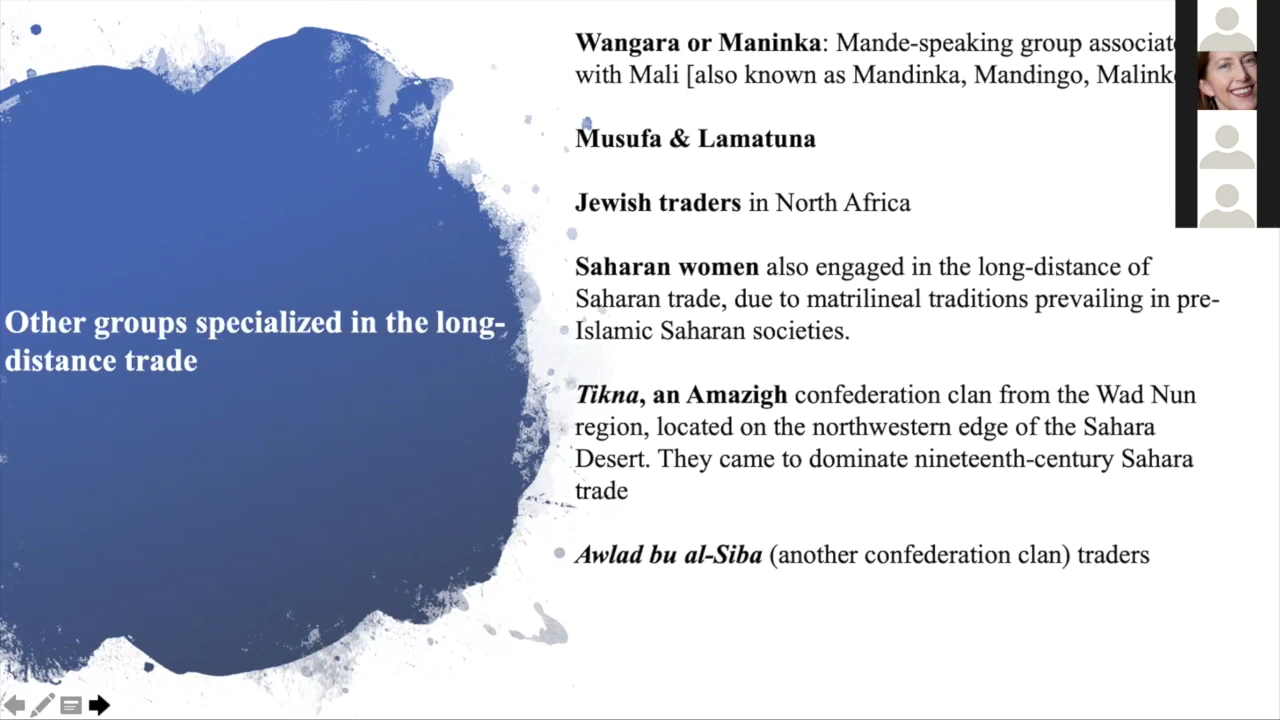 Other groups specialized in the long-
distance trade
Wangara or Maninka: Mande-speaking group
with Mali [also known as Mandinka, Mandingo,
Musufa & Lamatuna
Jewish traders in North Africa
Saharan women also engaged in the long-distance of
Saharan trade, due to matrilineal traditions prevailing in pre-
Islamic Saharan societies.
Tikna, an Amazigh confederation clan from the Wad Nun
region, located on the northwestern edge of the Sahara
Desert. They came to dominate nineteenth-century Sahara
trade
Awlad bu al-Siba (another confederation clan) traders